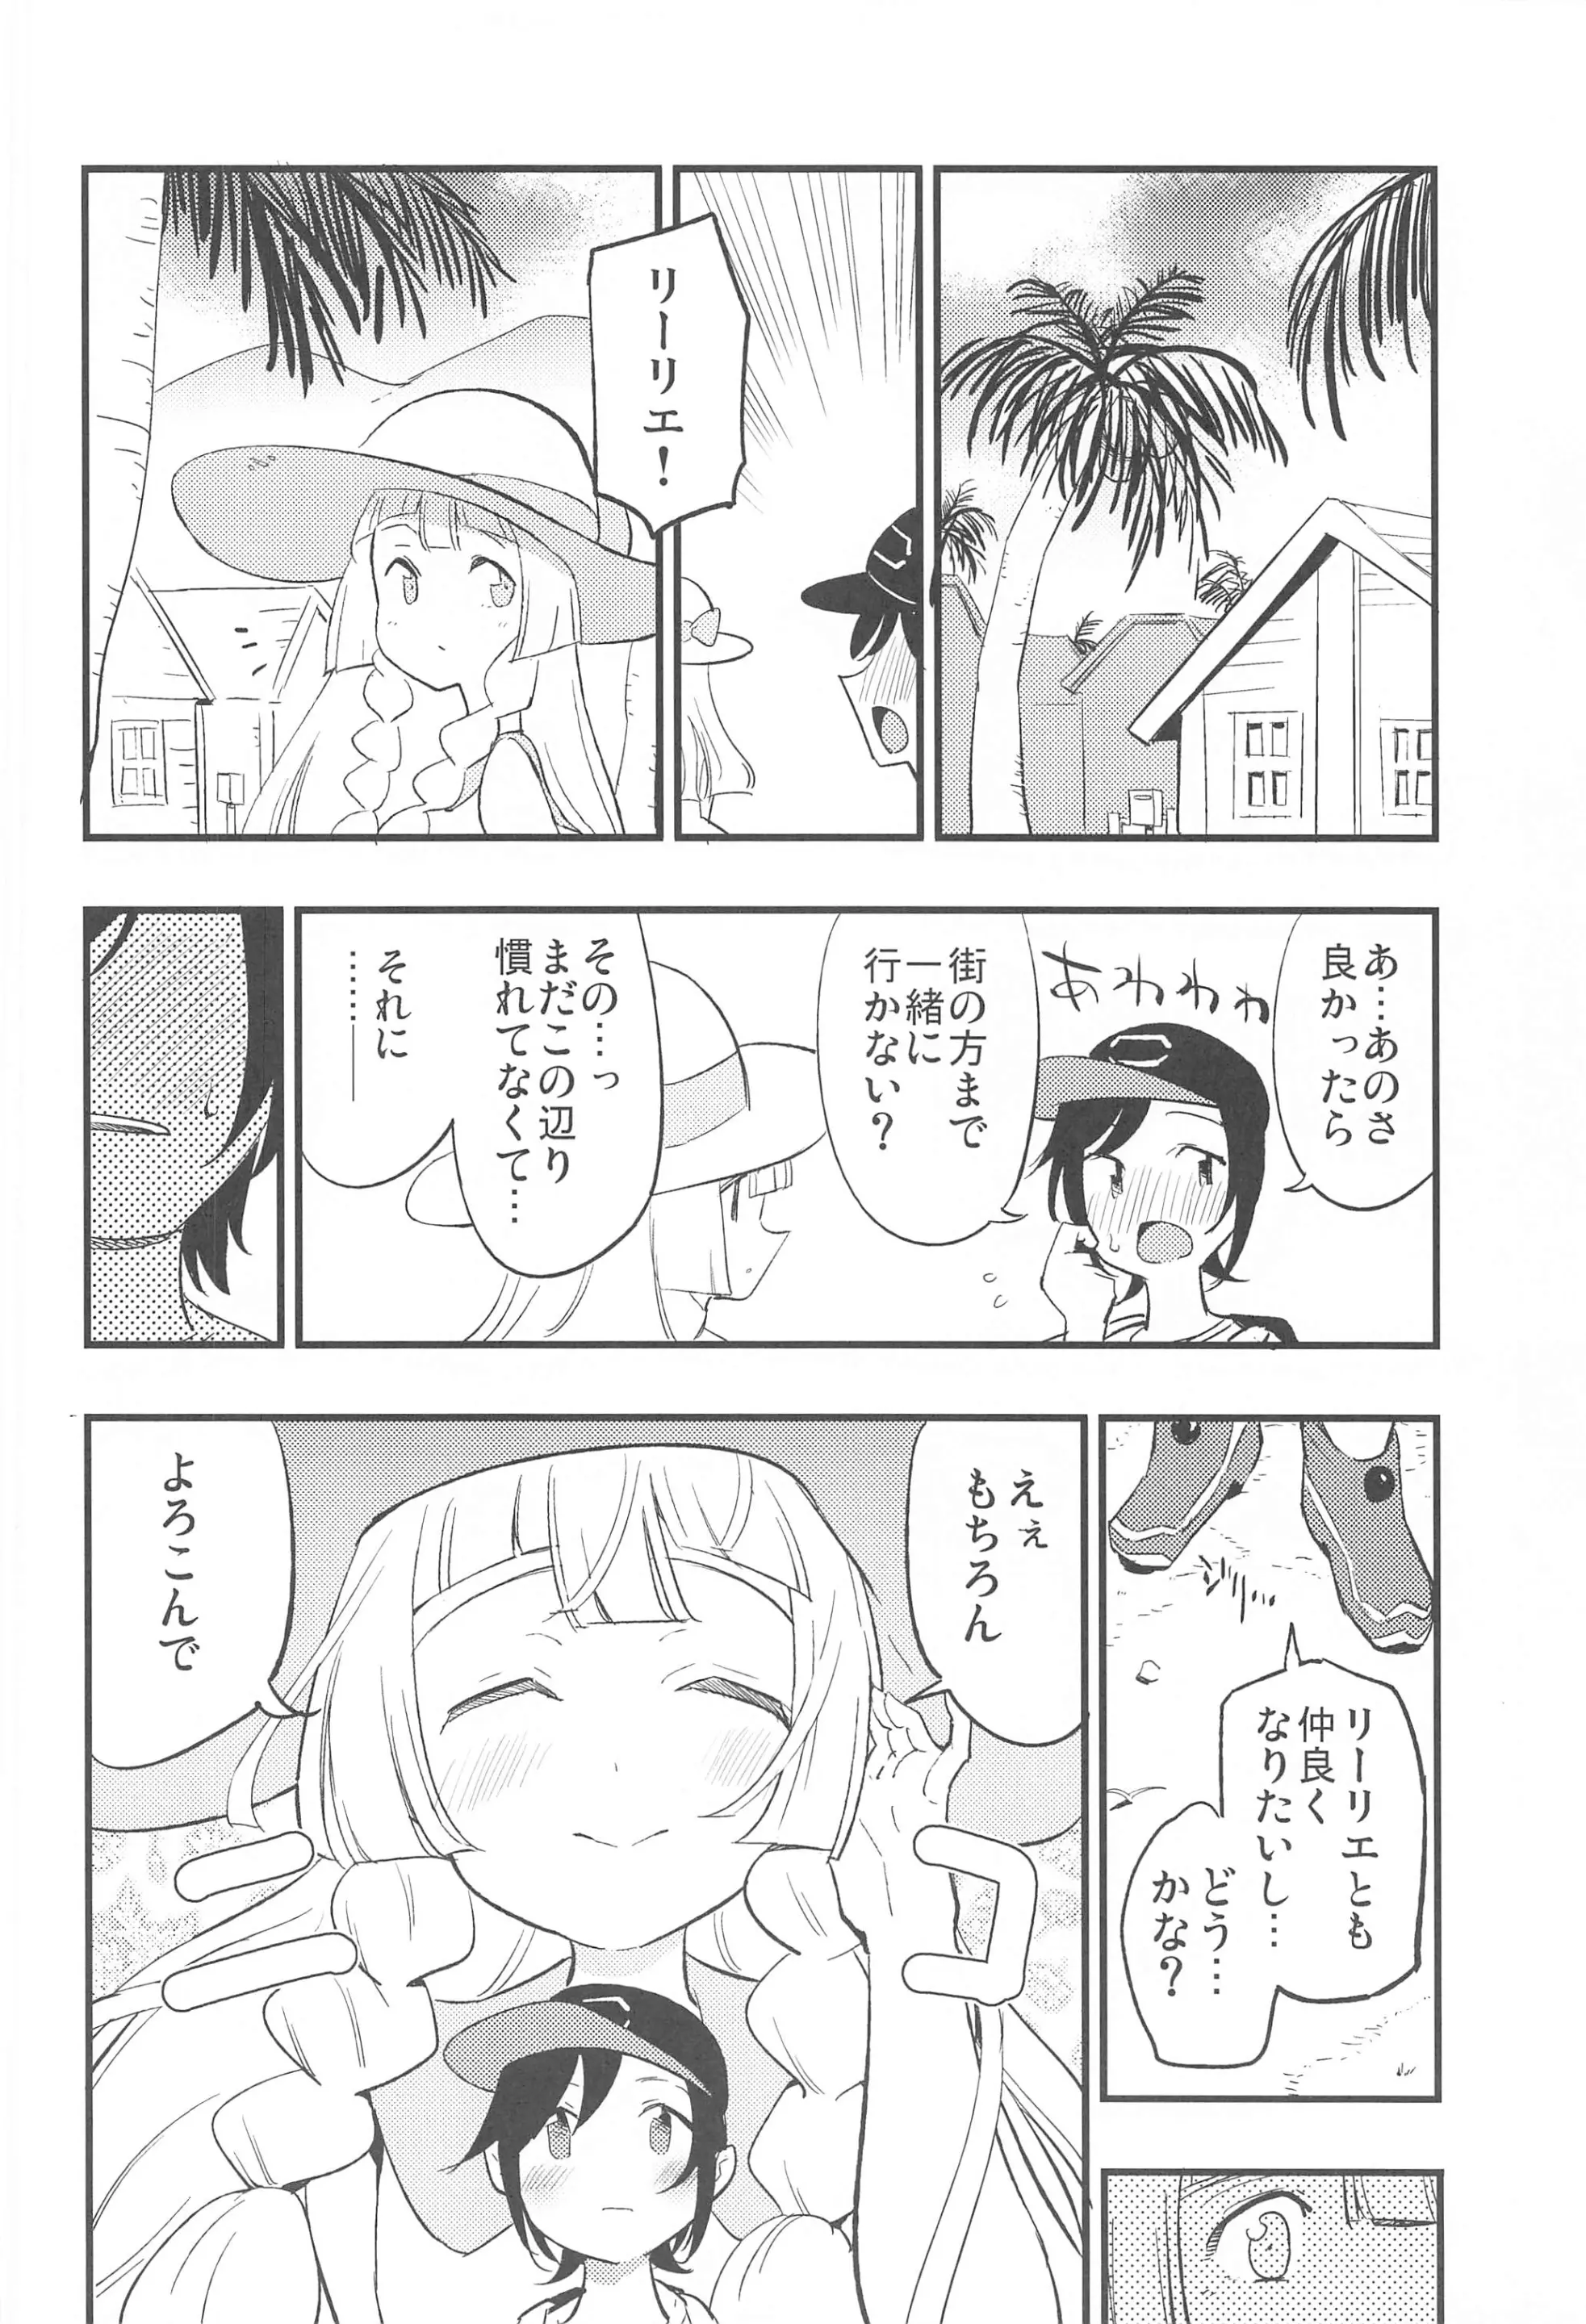 リーリエ！
あ…あのさ
良かったら
あわわわ
街の方まで
一緒に
行かない？
その…っ
まだこの辺り
慣れてなくて…
それに
……――
リーリエとも
仲良く
なりたいし…
どう…
かな？
えぇ
もちろん
よろこんで
ニコ